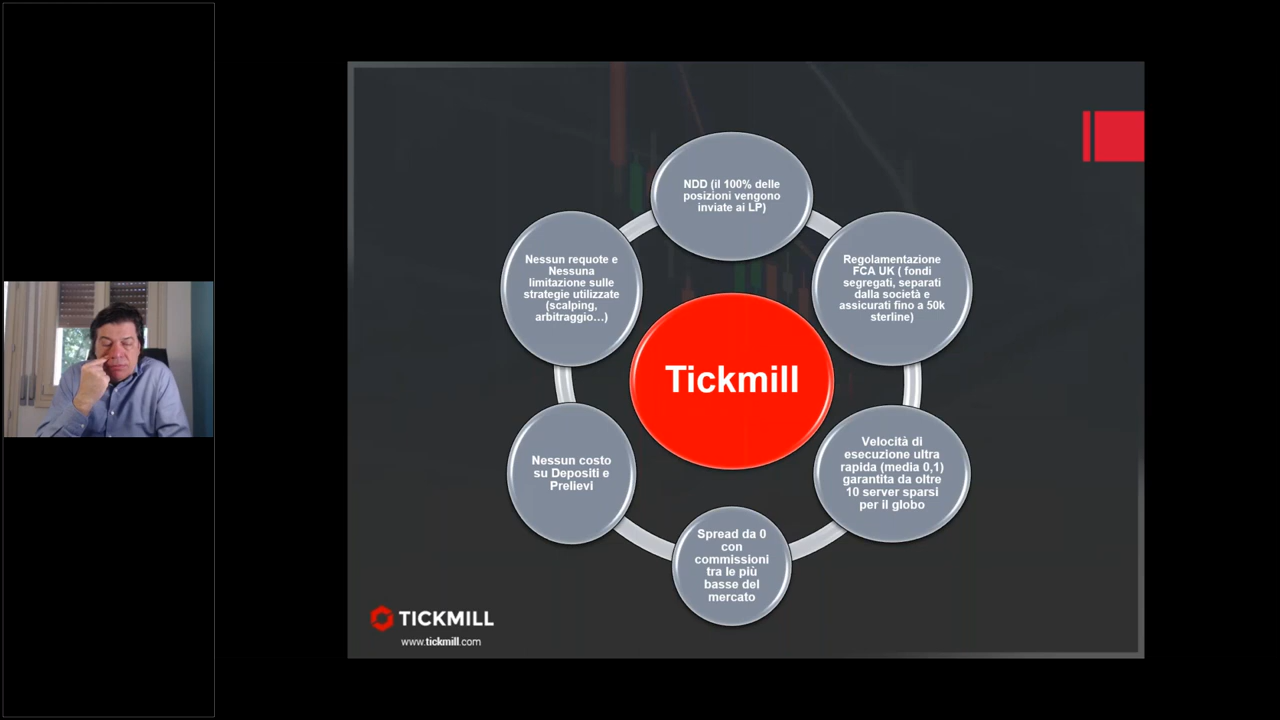 NDD (il 100% delle
posizioni vengono
inviate ai LP)
Nessun requote e
Nessuna
limitazione sulle
strategie utilizzate
(scalping,
arbitraggio...)
Regolamentazione
FCA UK ( fondi
segregati, separati
dalla società e
assicurati fino a 50k
sterline)
Tickmill
Nessun costo
su Depositi e
Prelievi
Velocità di
esecuzione ultra
rapida (media 0,1)
garantita da oltre
10 server sparsi
per il globo
Spread da 0
con
commissioni
tra le più
basse del
mercato
TICKMILL
www.tickmill.com